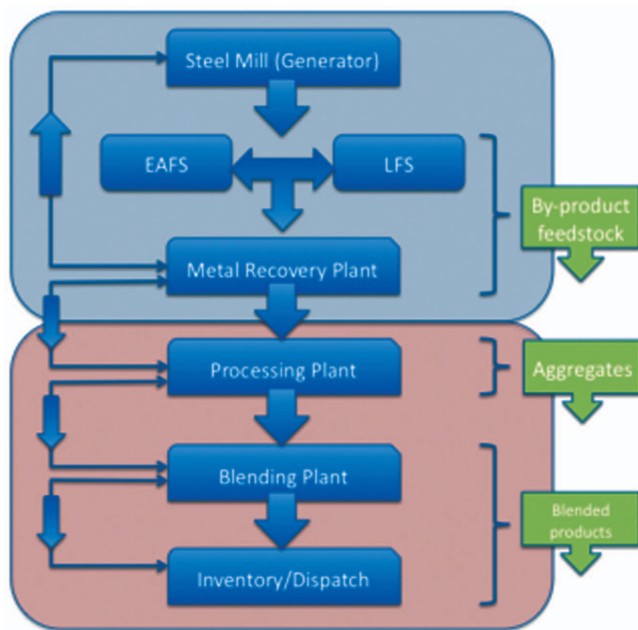 Steel Mill (Generator)
EAFS
LFS
By-product
feedstock
Metal Recovery Plant
Processing Plant
Aggregates
Blending Plant
Blended
products
Inventory/Dispatch